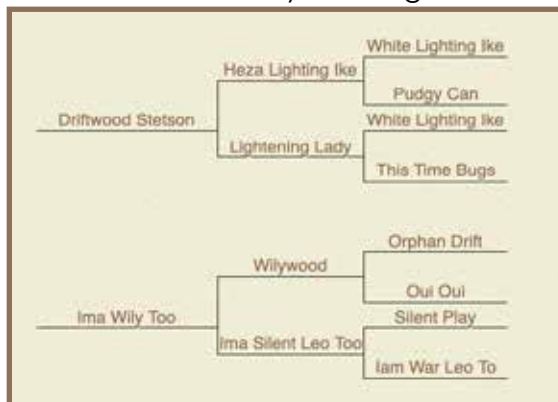 White Lighting Ike
Heza Lighting Ike
Pudgy Can
Driftwood Stetson
White Lighting Ike
Lightening Lady
This Time Bugs
Orphan Drift
Wilywood
Oui Oui
Ima Wily Too
Silent Play
Ima Silent Leo Too
Iam War Leo To